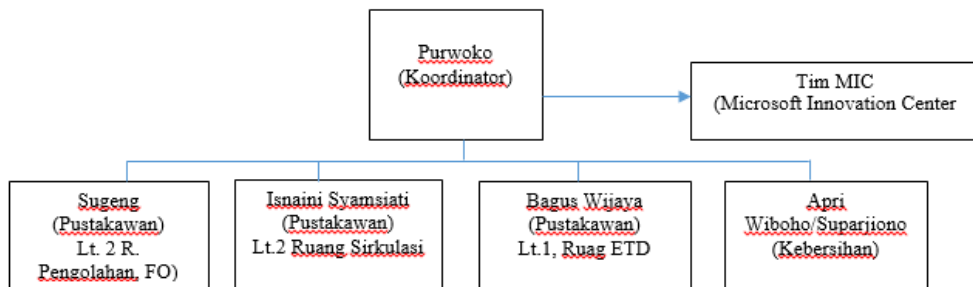 Purwoko
(Koordinator)
Tim MIC
(Microsoft Innovation Center
Sugeng
(Pustakawan)
Lt. 2 R.
Pengolahan, FO)
Isnaini Syamsiati
(Pustakawan)
Lt.2 Ruang Sirkulasi
Bagus Wijaya
(Pustakawan)
Lt.1, Ruag ETD
Apri
Wiboho/Suparjiono
(Kebersihan)